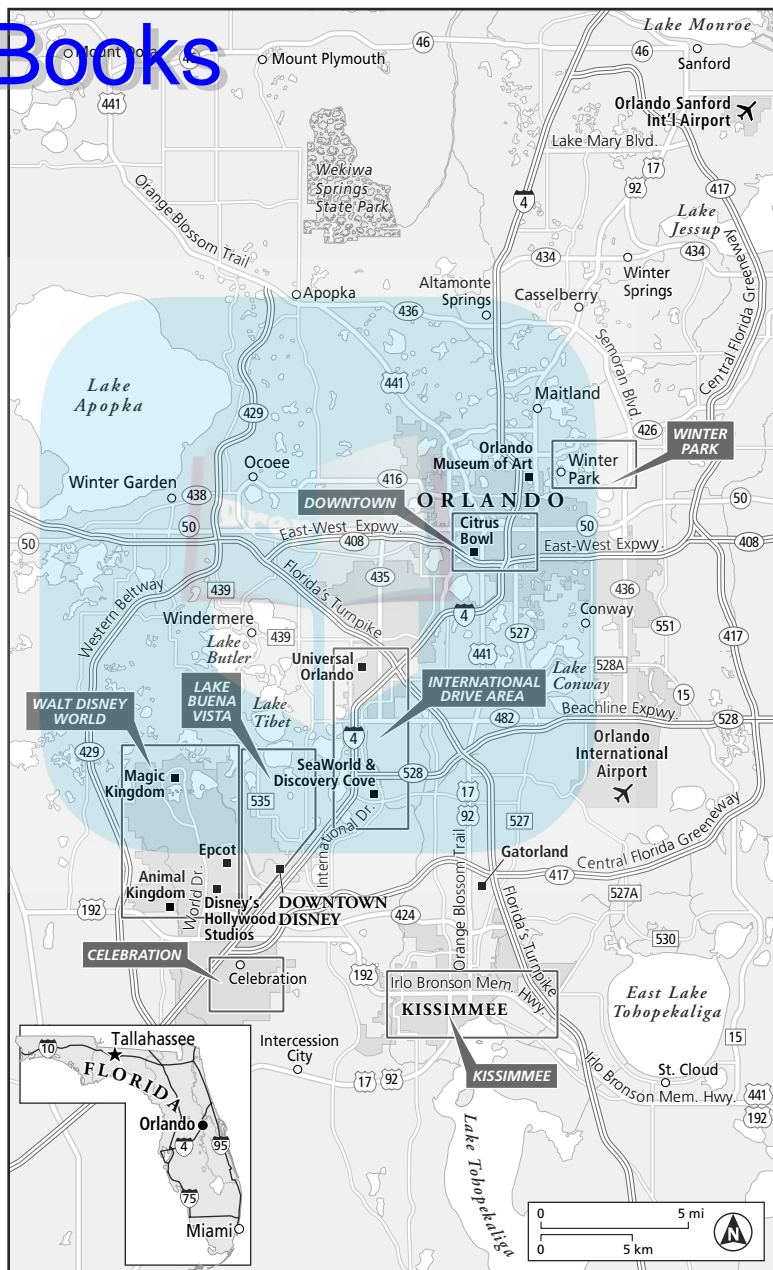 Books
Mount Dora
46
46
Mount Plymouth
Lake Monroe
Sanford
441
Orlando Sanford
Int'l Airport
Lake Mary Blvd.
17
92
417
Wekiwa
Springs
State Park
4
Orange Blossom Trail
Lake
Jessup
434
434
Winter
Springs
Central Florida Greeneway
Apopka
Altamonte
Springs
Casselberry
436
Semoran Blvd.
Lake
Apopka
441
429
Maitland
426
WINTER
PARK
Orlando
Museum of Art
Winter
Park
Ocoee
Winter Garden
438
416
DOWNTOWN
ORLANDO
50
50
50
50
Citrus
Bowl
East-West Expwy.
408
East-West Expwy.
408
Florida's Turnpike
435
Western Beltway
439
436
Windermere
439
Lake
Butler
4
527
Conway
551
417
441
Universal
Orlando
528A
Lake
Conway
15
INTERNATIONAL
DRIVE AREA
LAKE
BUENA
VISTA
Lake
Tibet
WALT DISNEY
WORLD
482
Beachline Expwy.
528
4
429
Orlando
International
Airport
Magic
Kingdom
SeaWorld &
Discovery Cove
528
535
17
92
527
International Dr.
Epcot
Gatorland
Central Florida Greeneway
417
Animal
Kingdom
World Dr.
Disney's
Hollywood
Studios
DOWNTOWN
DISNEY
192
424
Orange Blossom Trail
Florida's Turnpike
527A
530
CELEBRATION
Celebration
192
Irlo Bronson Mem. Hwy.
KISSIMMEE
East Lake
Tohopekaliga
15
Intercession
City
17
92
KISSIMMEE
St. Cloud
Irlo Bronson Mem. Hwy.
441
192
Lake Tohopekaliga
10
Tallahassee
FLORIDA
Orlando
4
95
75
Miami
0
5 mi
0
5 km
N